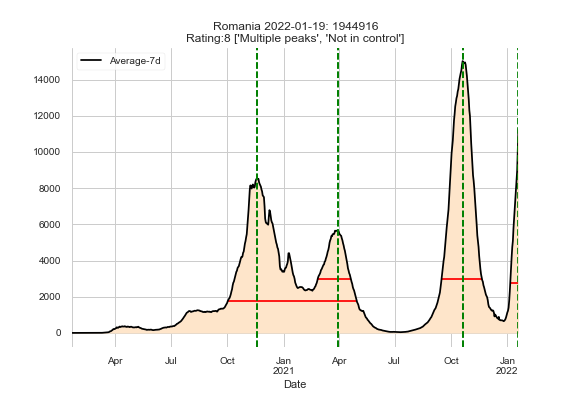 Romania 2022-01-19: 1944916
Rating:8 ['Multiple peaks', 'Not in control']
Average-7d
14000
12000
10000
8000
6000
4000
2000
0
Apr Jul Oct Jan Apr Jul Oct Jan
2021 2022
Date